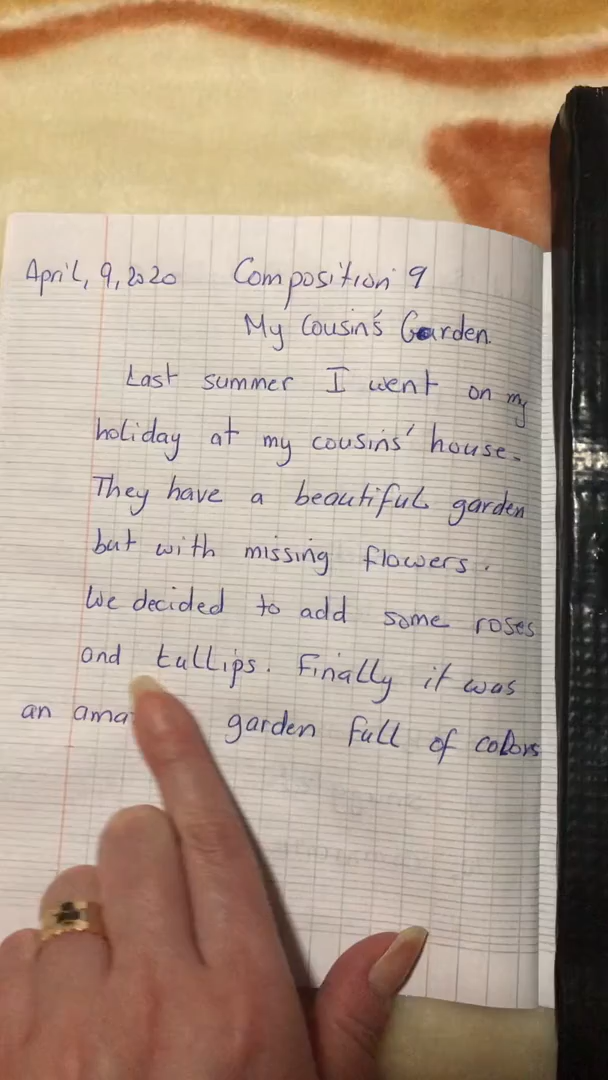 April, 9, 2020 Composition 9
My Cousin's Garden.
Last summer I went on my
holiday at my cousins' house.
They have a beautiful garden
but with missing flowers.
We decided to add some roses
and tullips. Finally it was
an garden full of colors